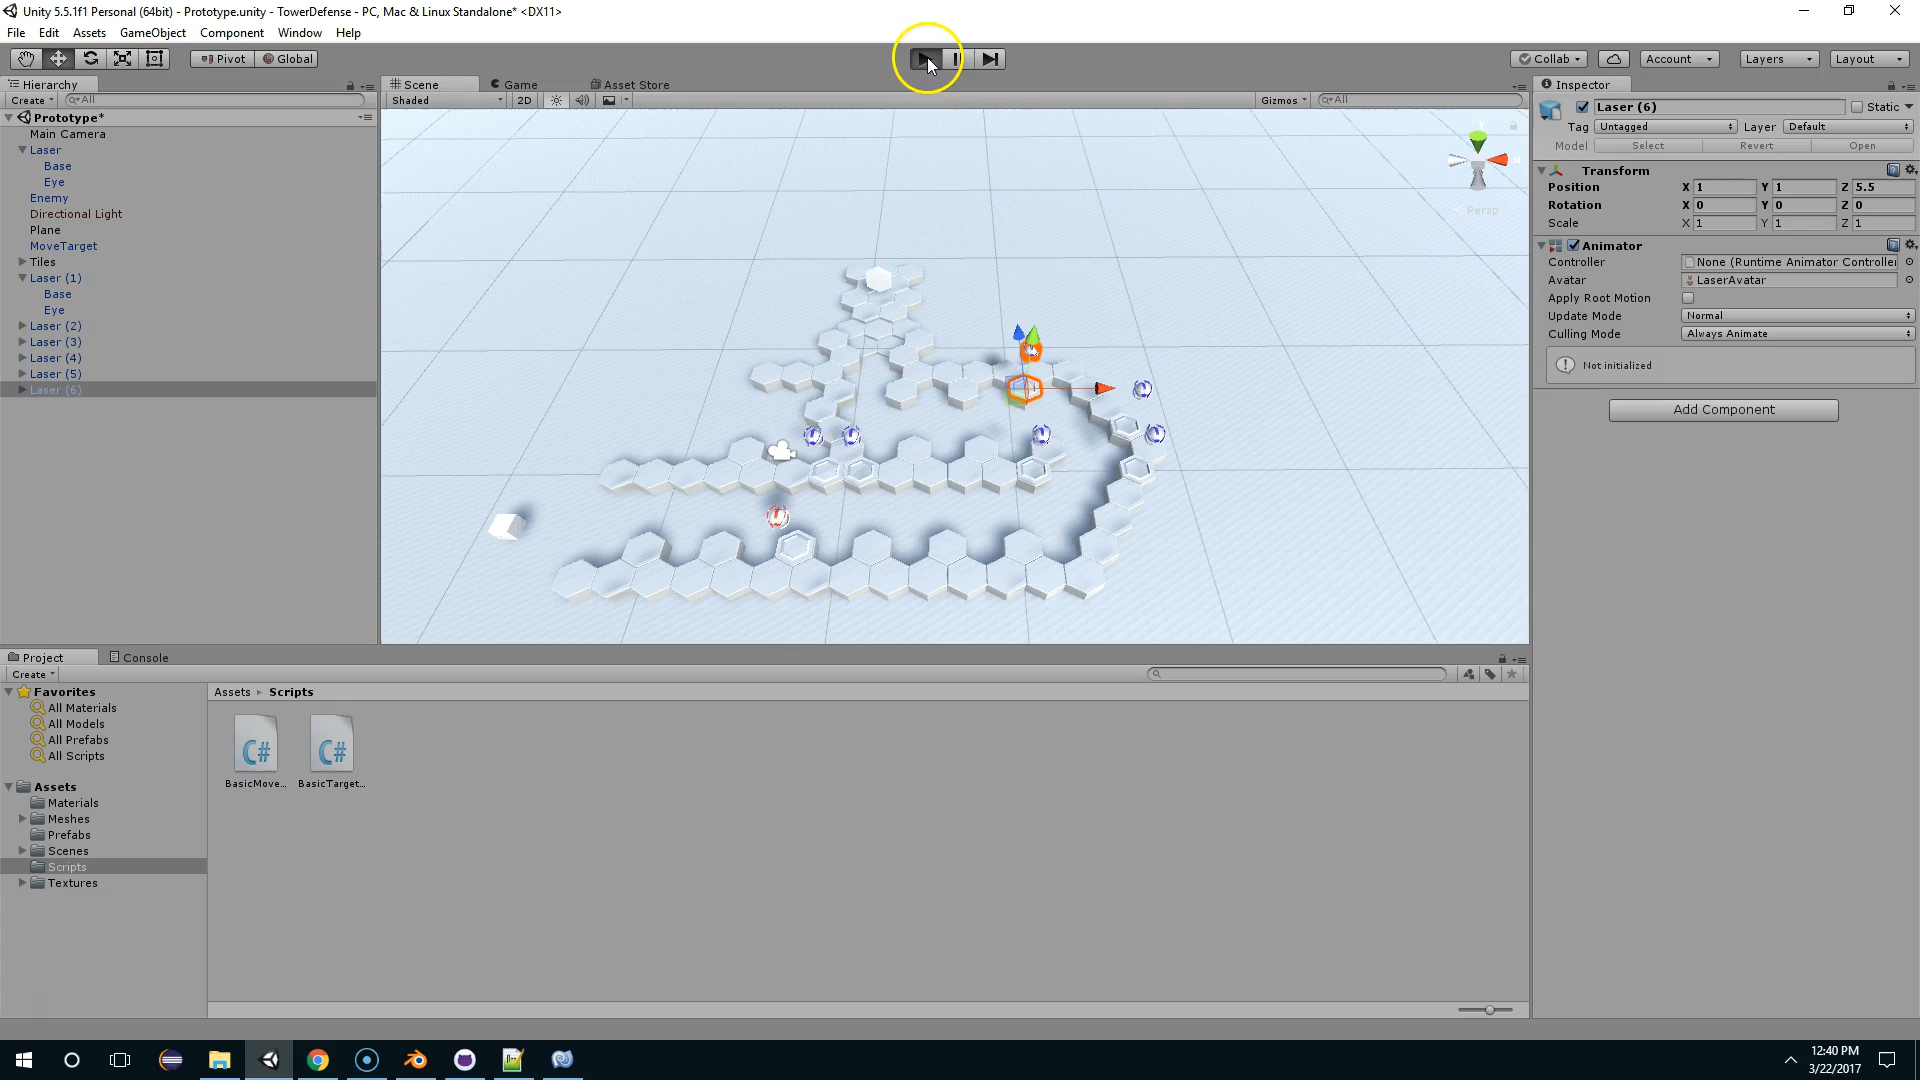 Unity 5.5.1f1 Personal (64bit) - Prototype.unity - TowerDefense - PC, Mac & Linux Standalone* <DX11>
File Edit Assets GameObject Component Window Help
Pivot Global Collab Account Layers Layout
Hierarchy
Create All
Prototype*
Main Camera
Laser
Base
Eye
Enemy
Directional Light
Plane
MoveTarget
Tiles
Laser (1)
Base
Eye
Laser (2)
Laser (3)
Laser (4)
Laser (5)
Laser (6)
Scene Game Asset Store
Shaded 2D Gizmos All
Persp
Inspector
Laser (6) Static
Tag Untagged Layer Default
Model Select Revert Open
Transform
Position X 1 Y 1 Z 5.5
Rotation X 0 Y 0 Z 0
Scale X 1 Y 1 Z 1
Animator
Controller None (Runtime Animator Controller
Avatar LaserAvatar
Apply Root Motion
Update Mode Normal
Culling Mode Always Animate
Not initialized
Add Component
Project Console
Create
Favorites
All Materials
All Models
All Prefabs
All Scripts
Assets
Materials
Meshes
Prefabs
Scenes
Scripts
Textures
Assets Scripts
C# C#
BasicMove... BasicTarget...
12:40 PM
3/22/2017